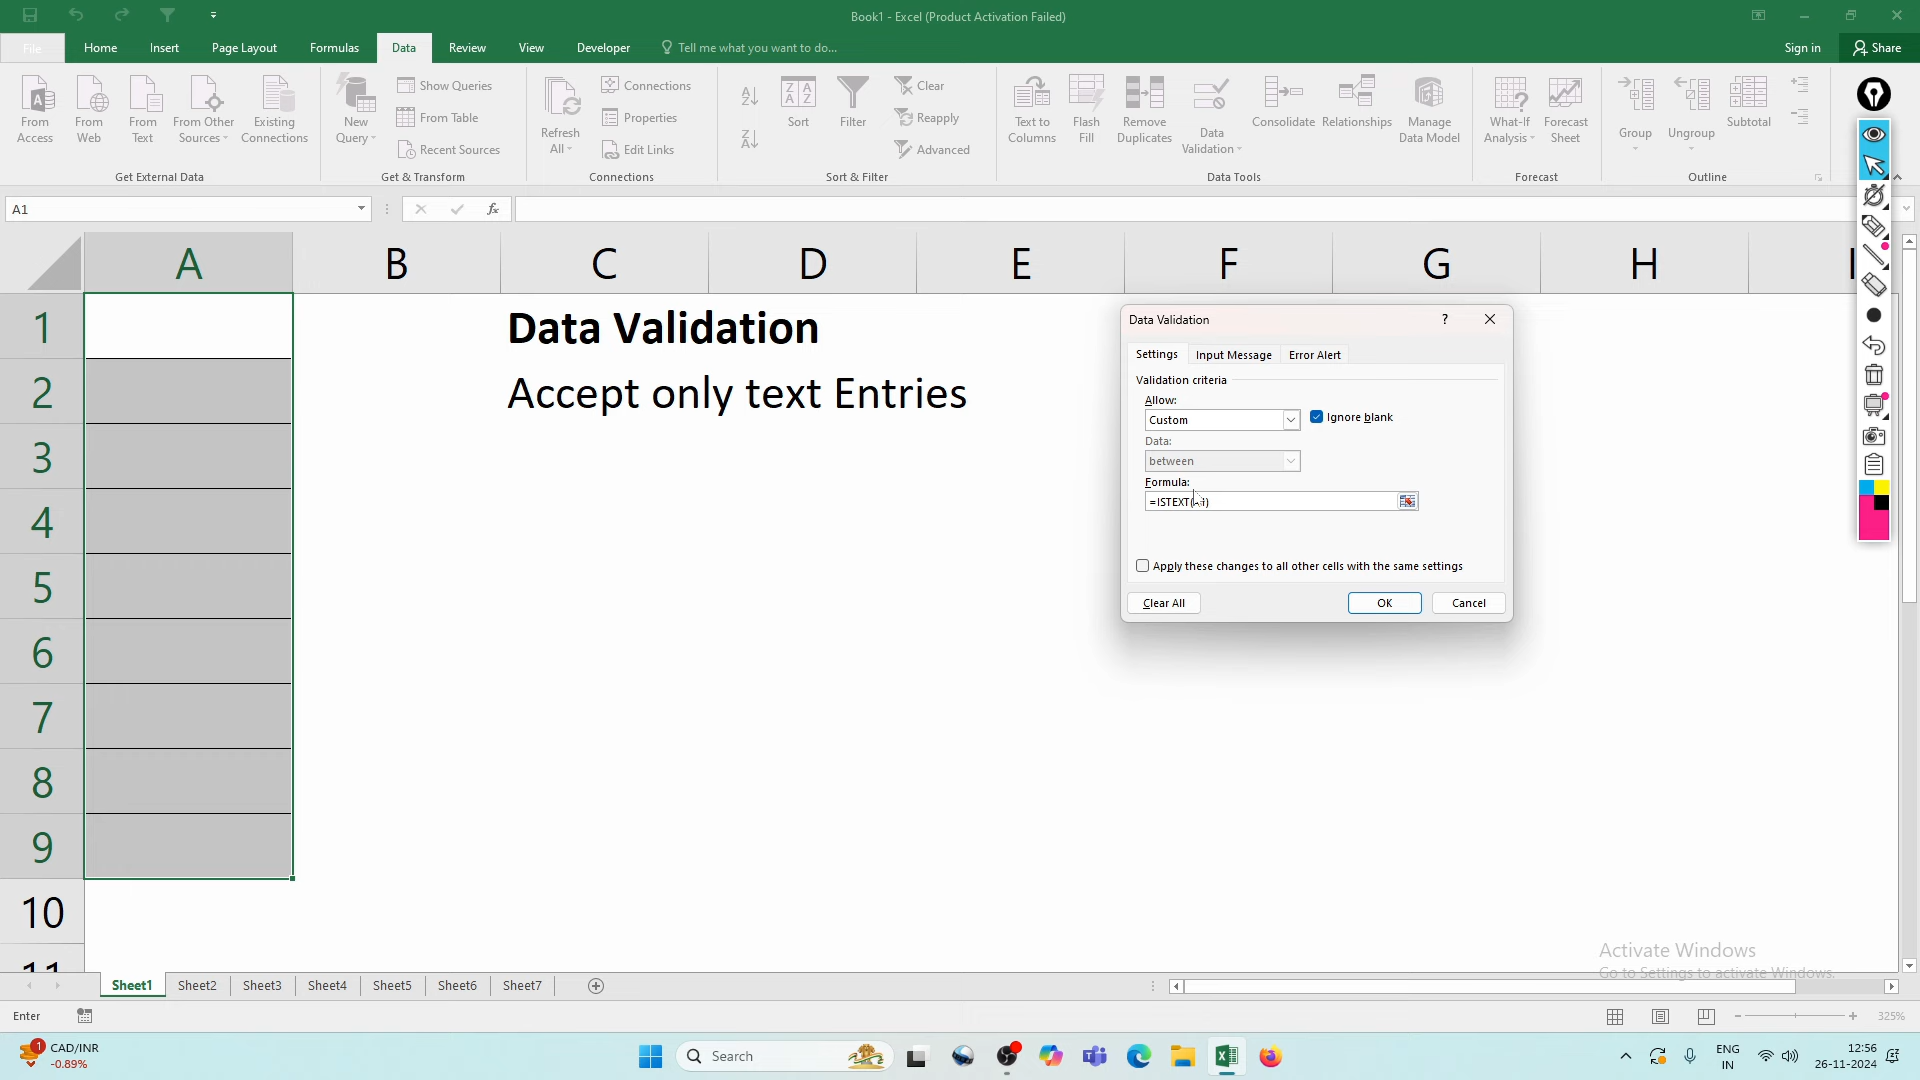 Book1 - Excel (Product Activation Failed)
File
Home
Insert
Page Layout
Formulas
Data
Review
View
Developer
Tell me what you want to do...
Sign in
Share
From
Access
From
Web
From
Text
From Other
Sources
Existing
Connections
Get External Data
New
Query
Show Queries
From Table
Recent Sources
Get & Transform
Refresh
All
Connections
Properties
Edit Links
Connections
Sort
Filter
Clear
Reapply
Advanced
Sort & Filter
Text to
Columns
Flash
Fill
Remove
Duplicates
Data
Validation
Consolidate
Relationships
Manage
Data Model
Data Tools
What-If
Analysis
Forecast
Sheet
Forecast
Group
Ungroup
Subtotal
Outline
A1
fx
A B C D E F G H I
1
2
3
4
5
6
7
8
9
10
11
Data Validation
Accept only text Entries
Data Validation
?
Settings
Input Message
Error Alert
Validation criteria
Allow:
Custom
Ignore blank
Data:
between
Formula:
Apply these changes to all other cells with the same settings
Clear All
OK
Cancel
Activate Windows
Go to Settings to activate Windows.
Sheet1
Sheet2
Sheet3
Sheet4
Sheet5
Sheet6
Sheet7
Enter
325%
1
CAD/INR
-0.89%
Search
ENG
IN
12:56
26-11-2024